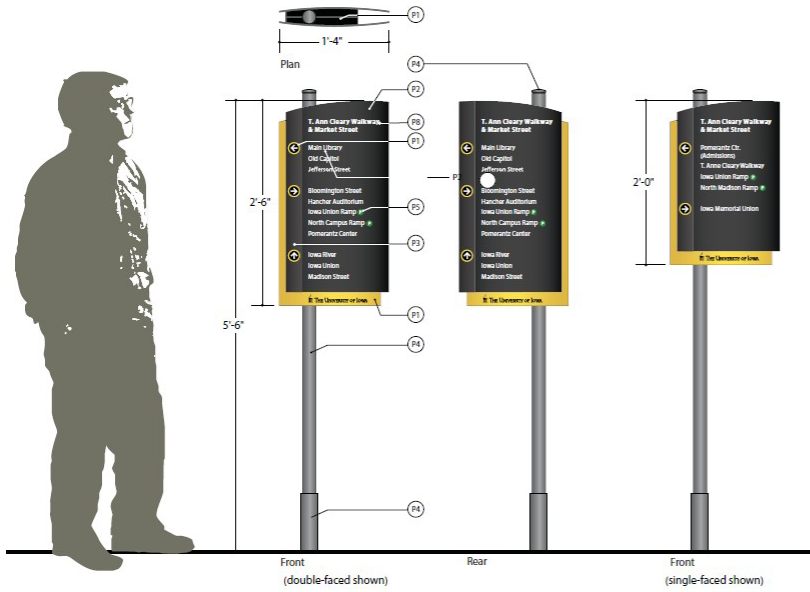 P1
1'-4"
Plan
P4
P2
P8
P1
P2
P5
P3
P1
P4
P4
2'-6"
5'-6"
T. Ann Cleary Walkway
& Market Street
Main Library
Old Capitol
Jefferson Street
Bloomington Street
Hancher Auditorium
Iowa Union Ramp P
North Campus Ramp P
Pomerantz Center
Iowa River
Iowa Union
Madison Street
The University of Iowa
Front
(double-faced shown)
T. Ann Cleary Walkway
& Market Street
Main Library
Old Capitol
Jefferson Street
Bloomington Street
Hancher Auditorium
Iowa Union Ramp P
North Campus Ramp P
Pomerantz Center
Iowa River
Iowa Union
Madison Street
The University of Iowa
Rear
2'-0"
T. Ann Cleary Walkway
& Market Street
Pomerantz Ctr.
(Admissions)
T. Anne Cleary Walkway
Iowa Union Ramp P
North Madison Ramp P
Iowa Memorial Union
The University of Iowa
Front
(single-faced shown)